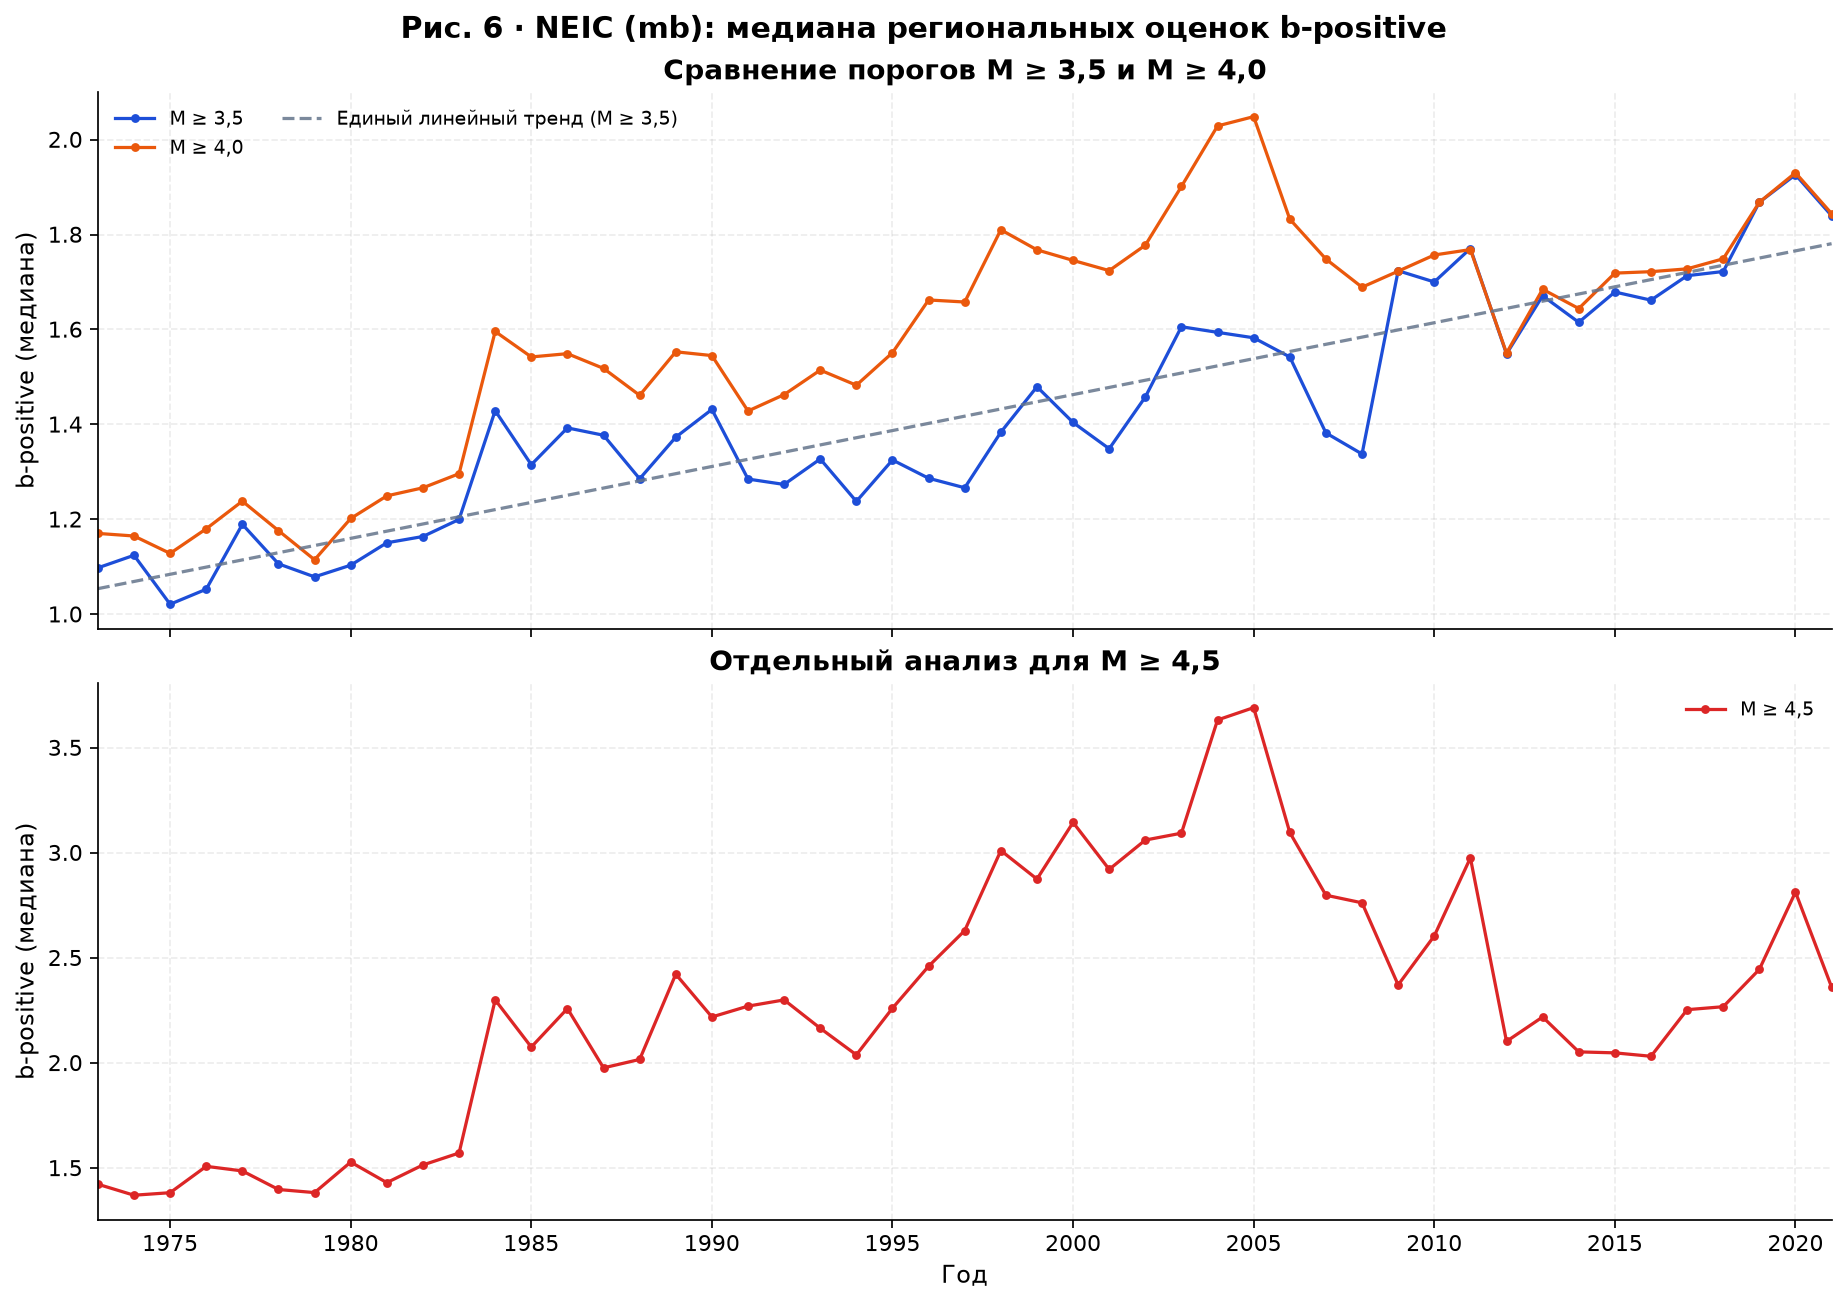 Рис. 6 · NEIC (mb): медиана региональных оценок b-positive
Сравнение порогов M ≥ 3,5 и M ≥ 4,0
M ≥ 3,5
Единый линейный тренд (M ≥ 3,5)
M ≥ 4,0
b-positive (медиана)
2.0
1.8
1.6
1.4
1.2
1.0
Отдельный анализ для M ≥ 4,5
M ≥ 4,5
b-positive (медиана)
3.5
3.0
2.5
2.0
1.5
1975 1980 1985 1990 1995 2000 2005 2010 2015 2020
Год